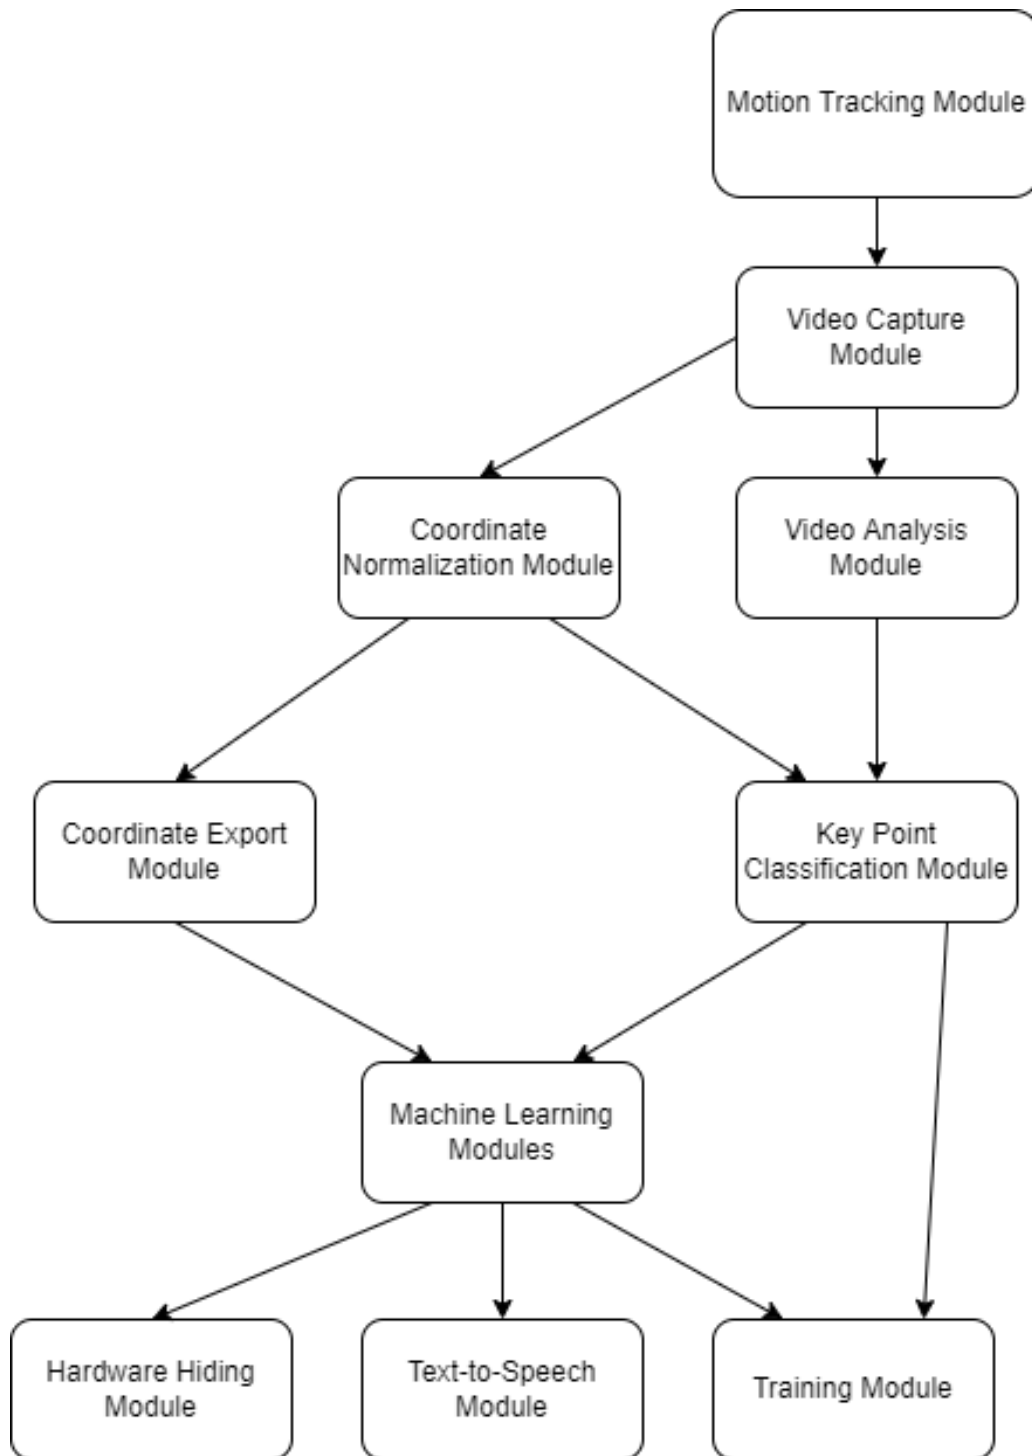 Motion Tracking Module
Video Capture
Module
Coordinate
Normalization Module
Video Analysis
Module
Coordinate Export
Module
Key Point
Classification Module
Machine Learning
Modules
Hardware Hiding
Module
Text-to-Speech
Module
Training Module